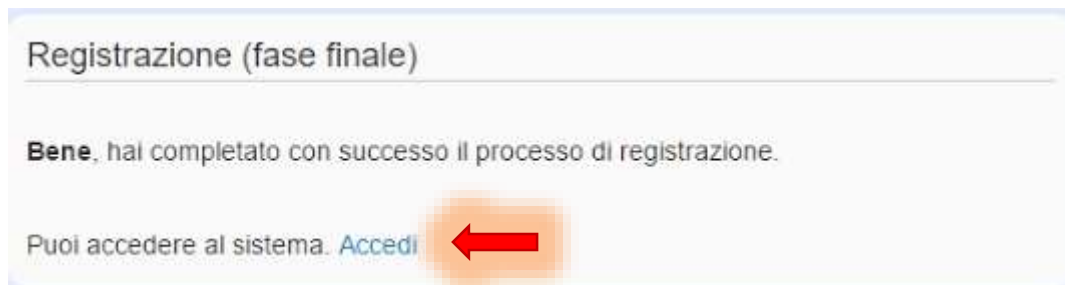 Registrazione (fase finale)
Bene, hai completato con successo il processo di registrazione.
Puoi accedere al sistema. Accedi